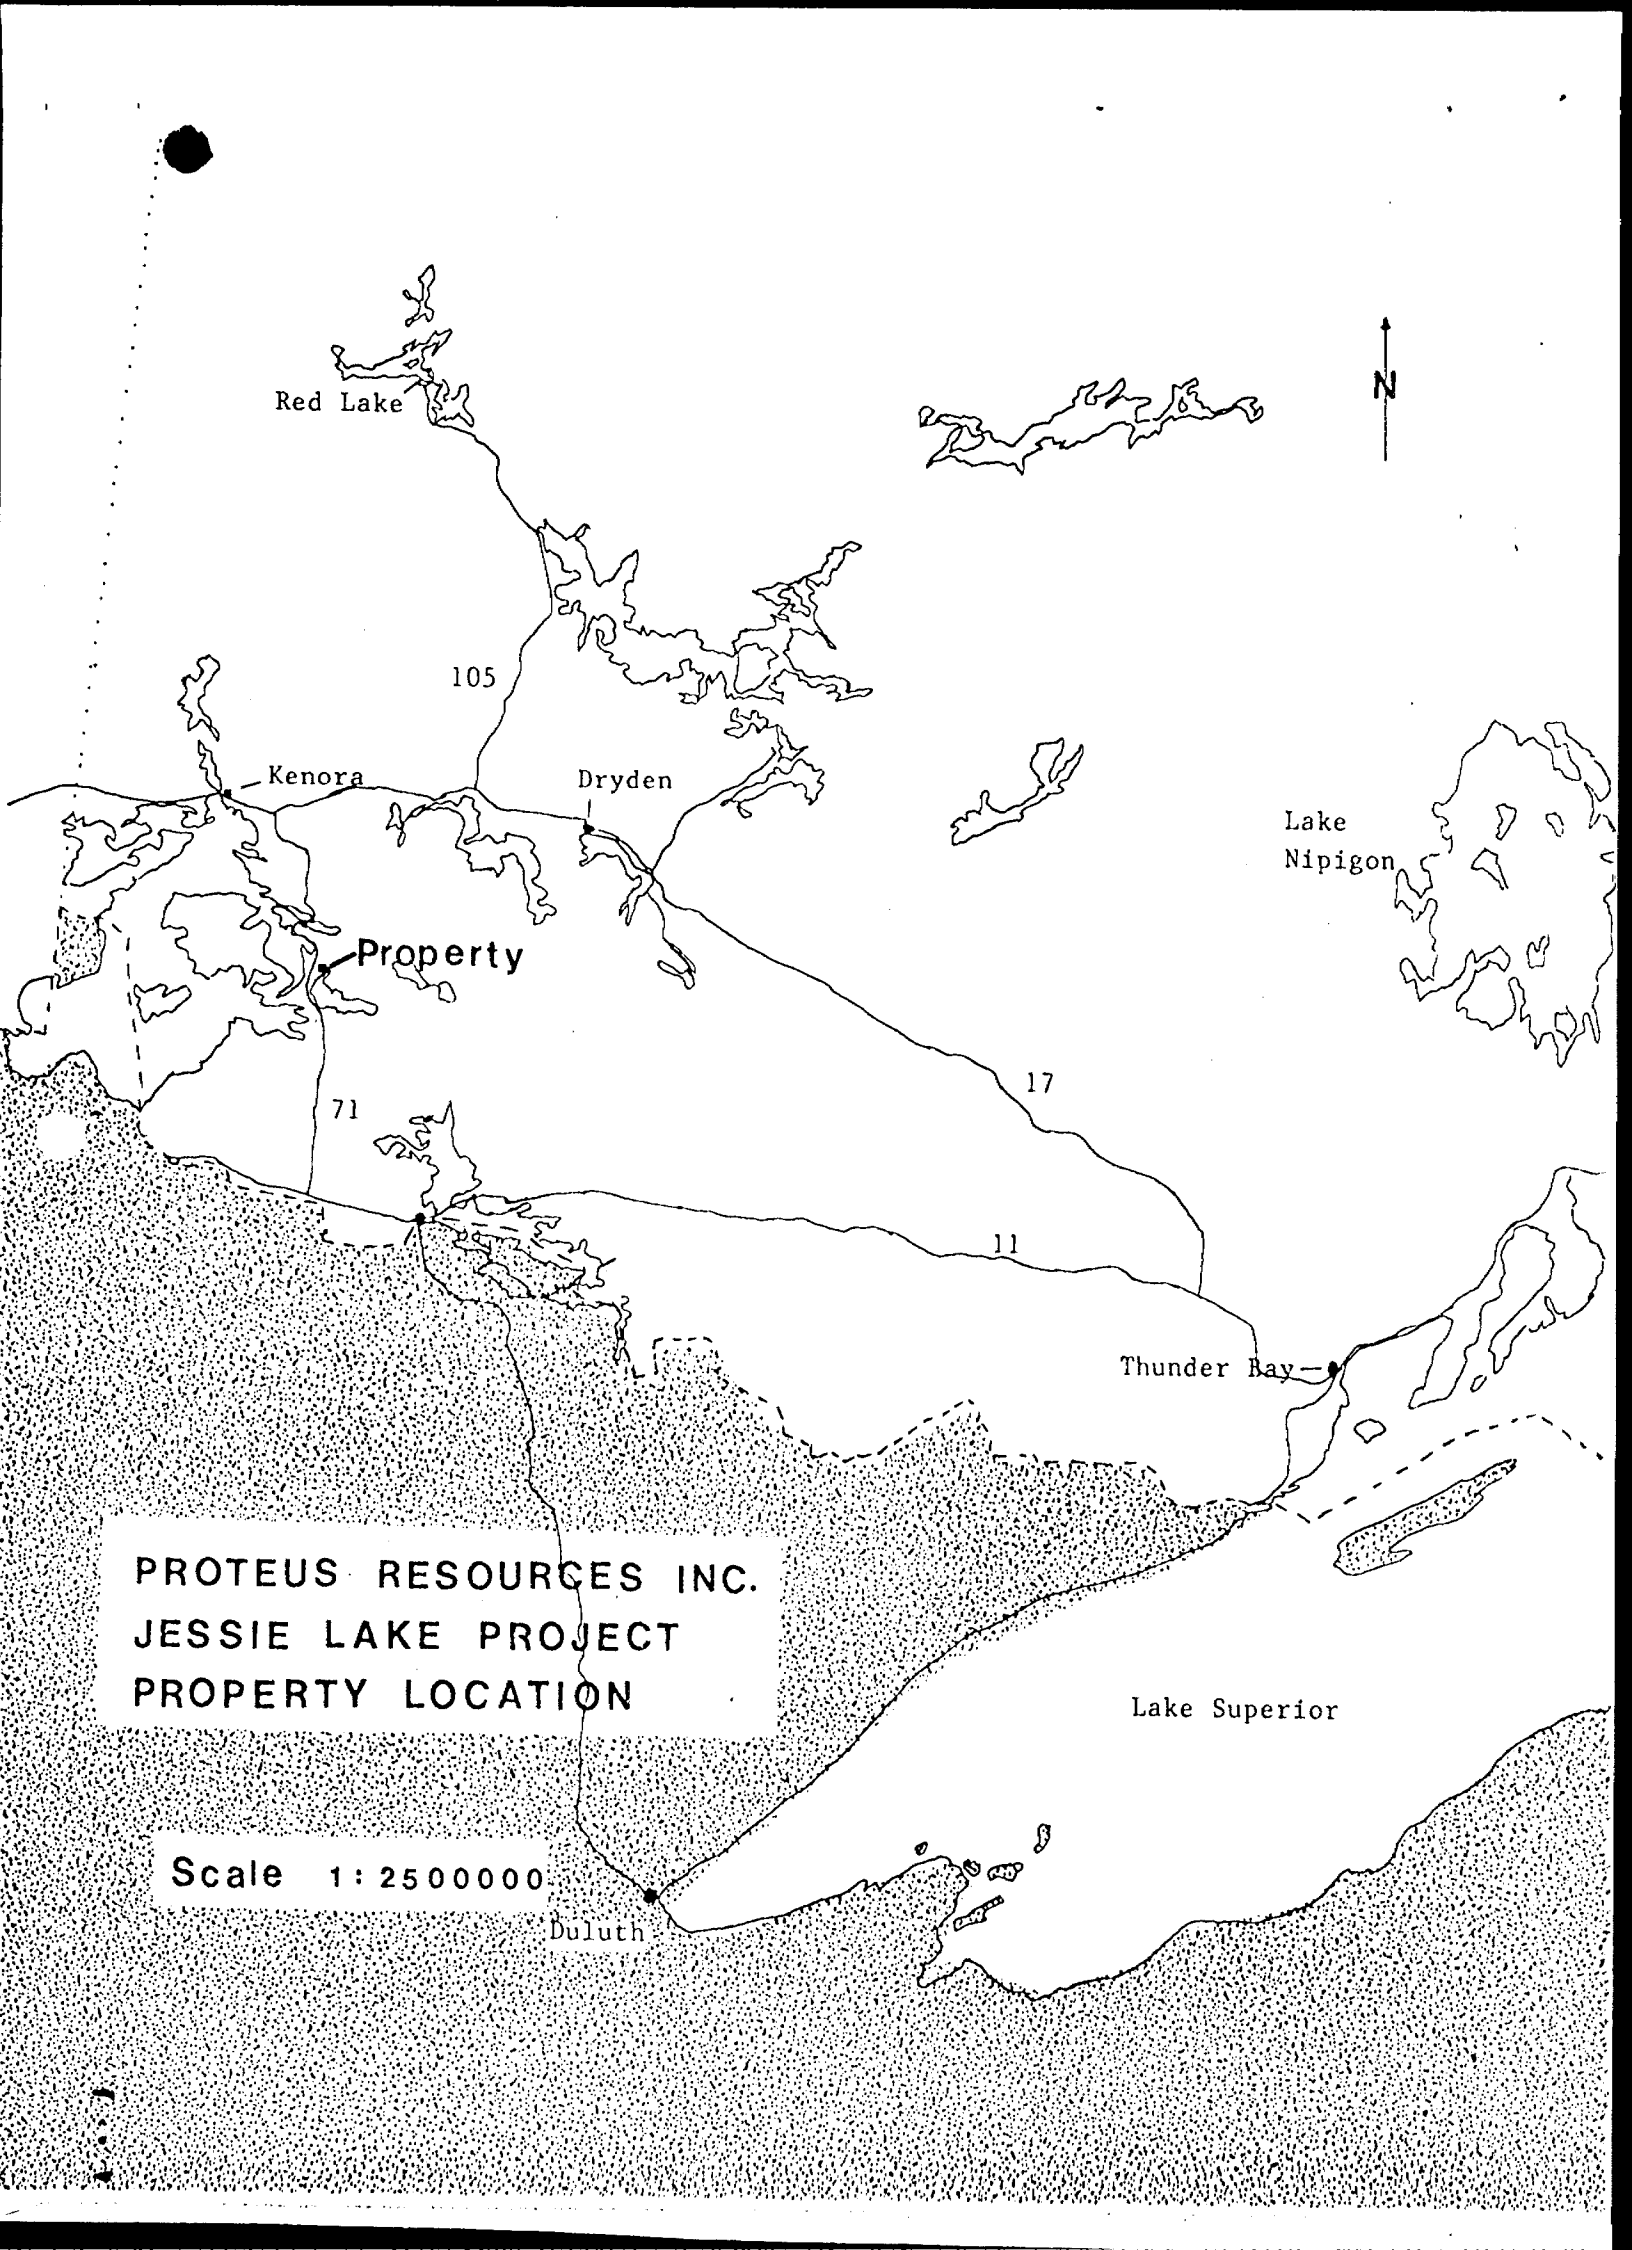 N
Red Lake
105
Kenora
Dryden
Lake
Nipigon
Property
17
71
11
Thunder Bay
PROTEUS RESOURCES INC.
JESSIE LAKE PROJECT
PROPERTY LOCATION
Lake Superior
Scale 1:2500000
Duluth